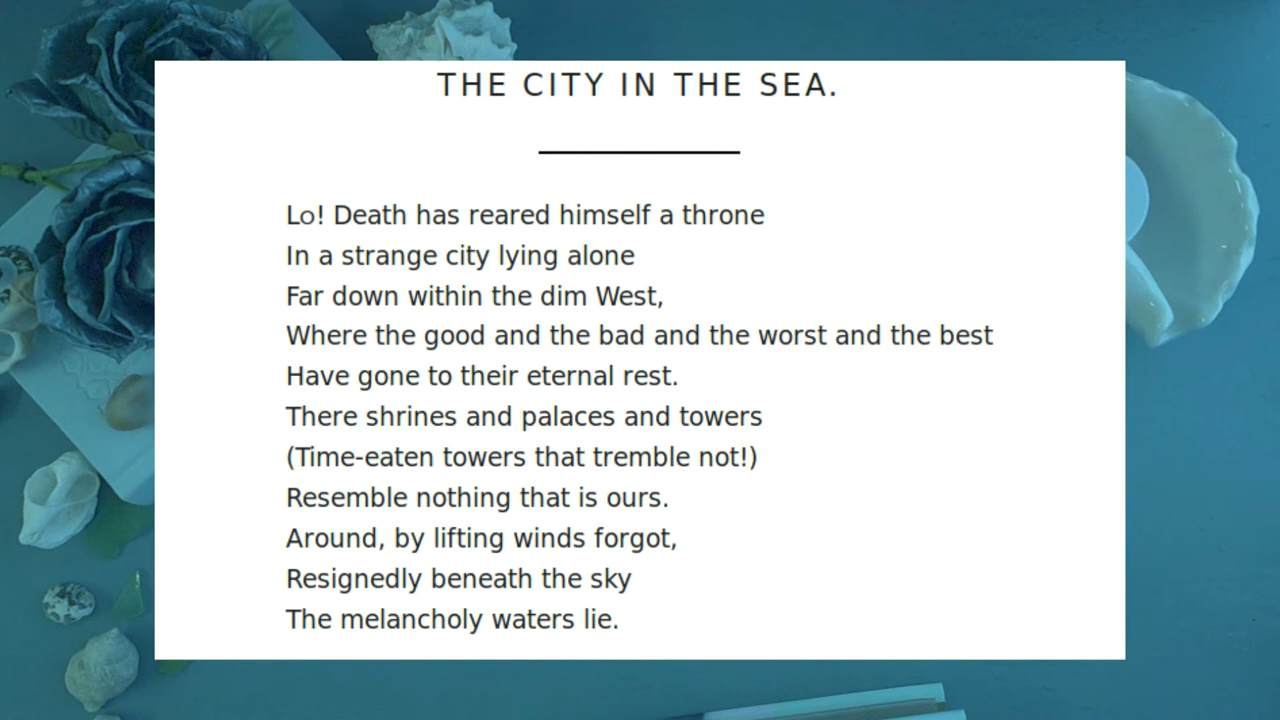 THE CITY IN THE SEA.
Lo! Death has reared himself a throne
In a strange city lying alone
Far down within the dim West,
Where the good and the bad and the worst and the best
Have gone to their eternal rest.
There shrines and palaces and towers
(Time-eaten towers that tremble not!)
Resemble nothing that is ours.
Around, by lifting winds forgot,
Resignedly beneath the sky
The melancholy waters lie.